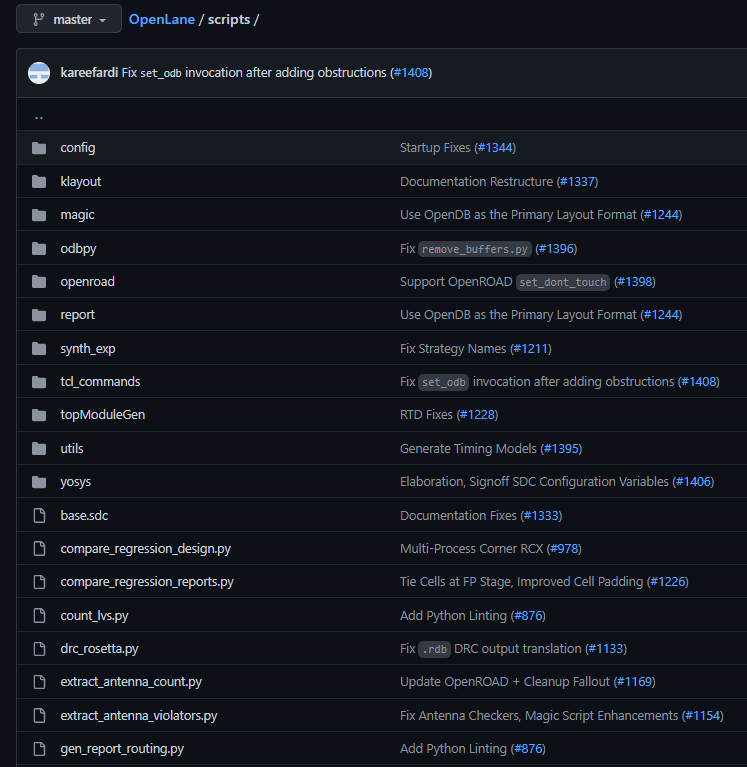 master OpenLane / scripts /
kareefardi Fix set_odb invocation after adding obstructions (#1408)
..
config Startup Fixes (#1344)
klayout Documentation Restructure (#1337)
magic Use OpenDB as the Primary Layout Format (#1244)
odbpy Fix remove_buffers.py (#1396)
openroad Support OpenROAD set_dont_touch (#1398)
report Use OpenDB as the Primary Layout Format (#1244)
synth_exp Fix Strategy Names (#1211)
tcl_commands Fix set_odb invocation after adding obstructions (#1408)
topModuleGen RTD Fixes (#1228)
utils Generate Timing Models (#1395)
yosys Elaboration, Signoff SDC Configuration Variables (#1406)
base.sdc Documentation Fixes (#1333)
compare_regression_design.py Multi-Process Corner RCX (#978)
compare_regression_reports.py Tie Cells at FP Stage, Improved Cell Padding (#1226)
count_lvs.py Add Python Linting (#876)
drc_rosetta.py Fix .rdb DRC output translation (#1133)
extract_antenna_count.py Update OpenROAD + Cleanup Fallout (#1169)
extract_antenna_violators.py Fix Antenna Checkers, Magic Script Enhancements (#1154)
gen_report_routing.py Add Python Linting (#876)